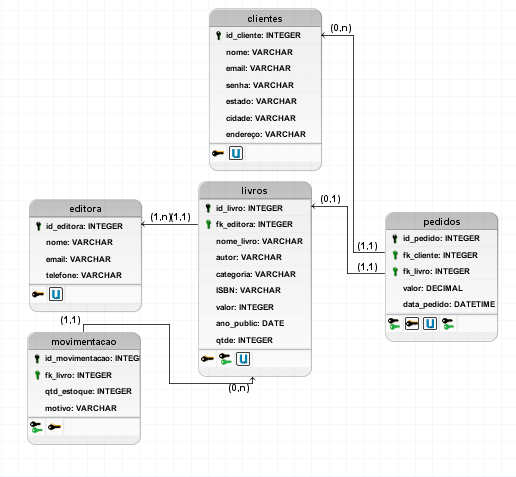 clientes
id_cliente: INTEGER
nome: VARCHAR
email: VARCHAR
senha: VARCHAR
estado: VARCHAR
cidade: VARCHAR
endereço: VARCHAR
U
(0,n)
livros
id_livro: INTEGER
fk_editora: INTEGER
nome_livro: VARCHAR
autor: VARCHAR
categoria: VARCHAR
ISBN: VARCHAR
valor: INTEGER
ano_public: DATE
qtde: INTEGER
U
(0,1)
editora
id_editora: INTEGER
nome: VARCHAR
email: VARCHAR
telefone: VARCHAR
U
(1,n)(1,1)
pedidos
id_pedido: INTEGER
fk_cliente: INTEGER
fk_livro: INTEGER
valor: DECIMAL
data_pedido: DATETIME
U
(1,1)
(1,1)
(1,1)
movimentacao
id_movimentacao: INTEG
fk_livro: INTEGER
qtd_estoque: INTEGER
motivo: VARCHAR
(0,n)